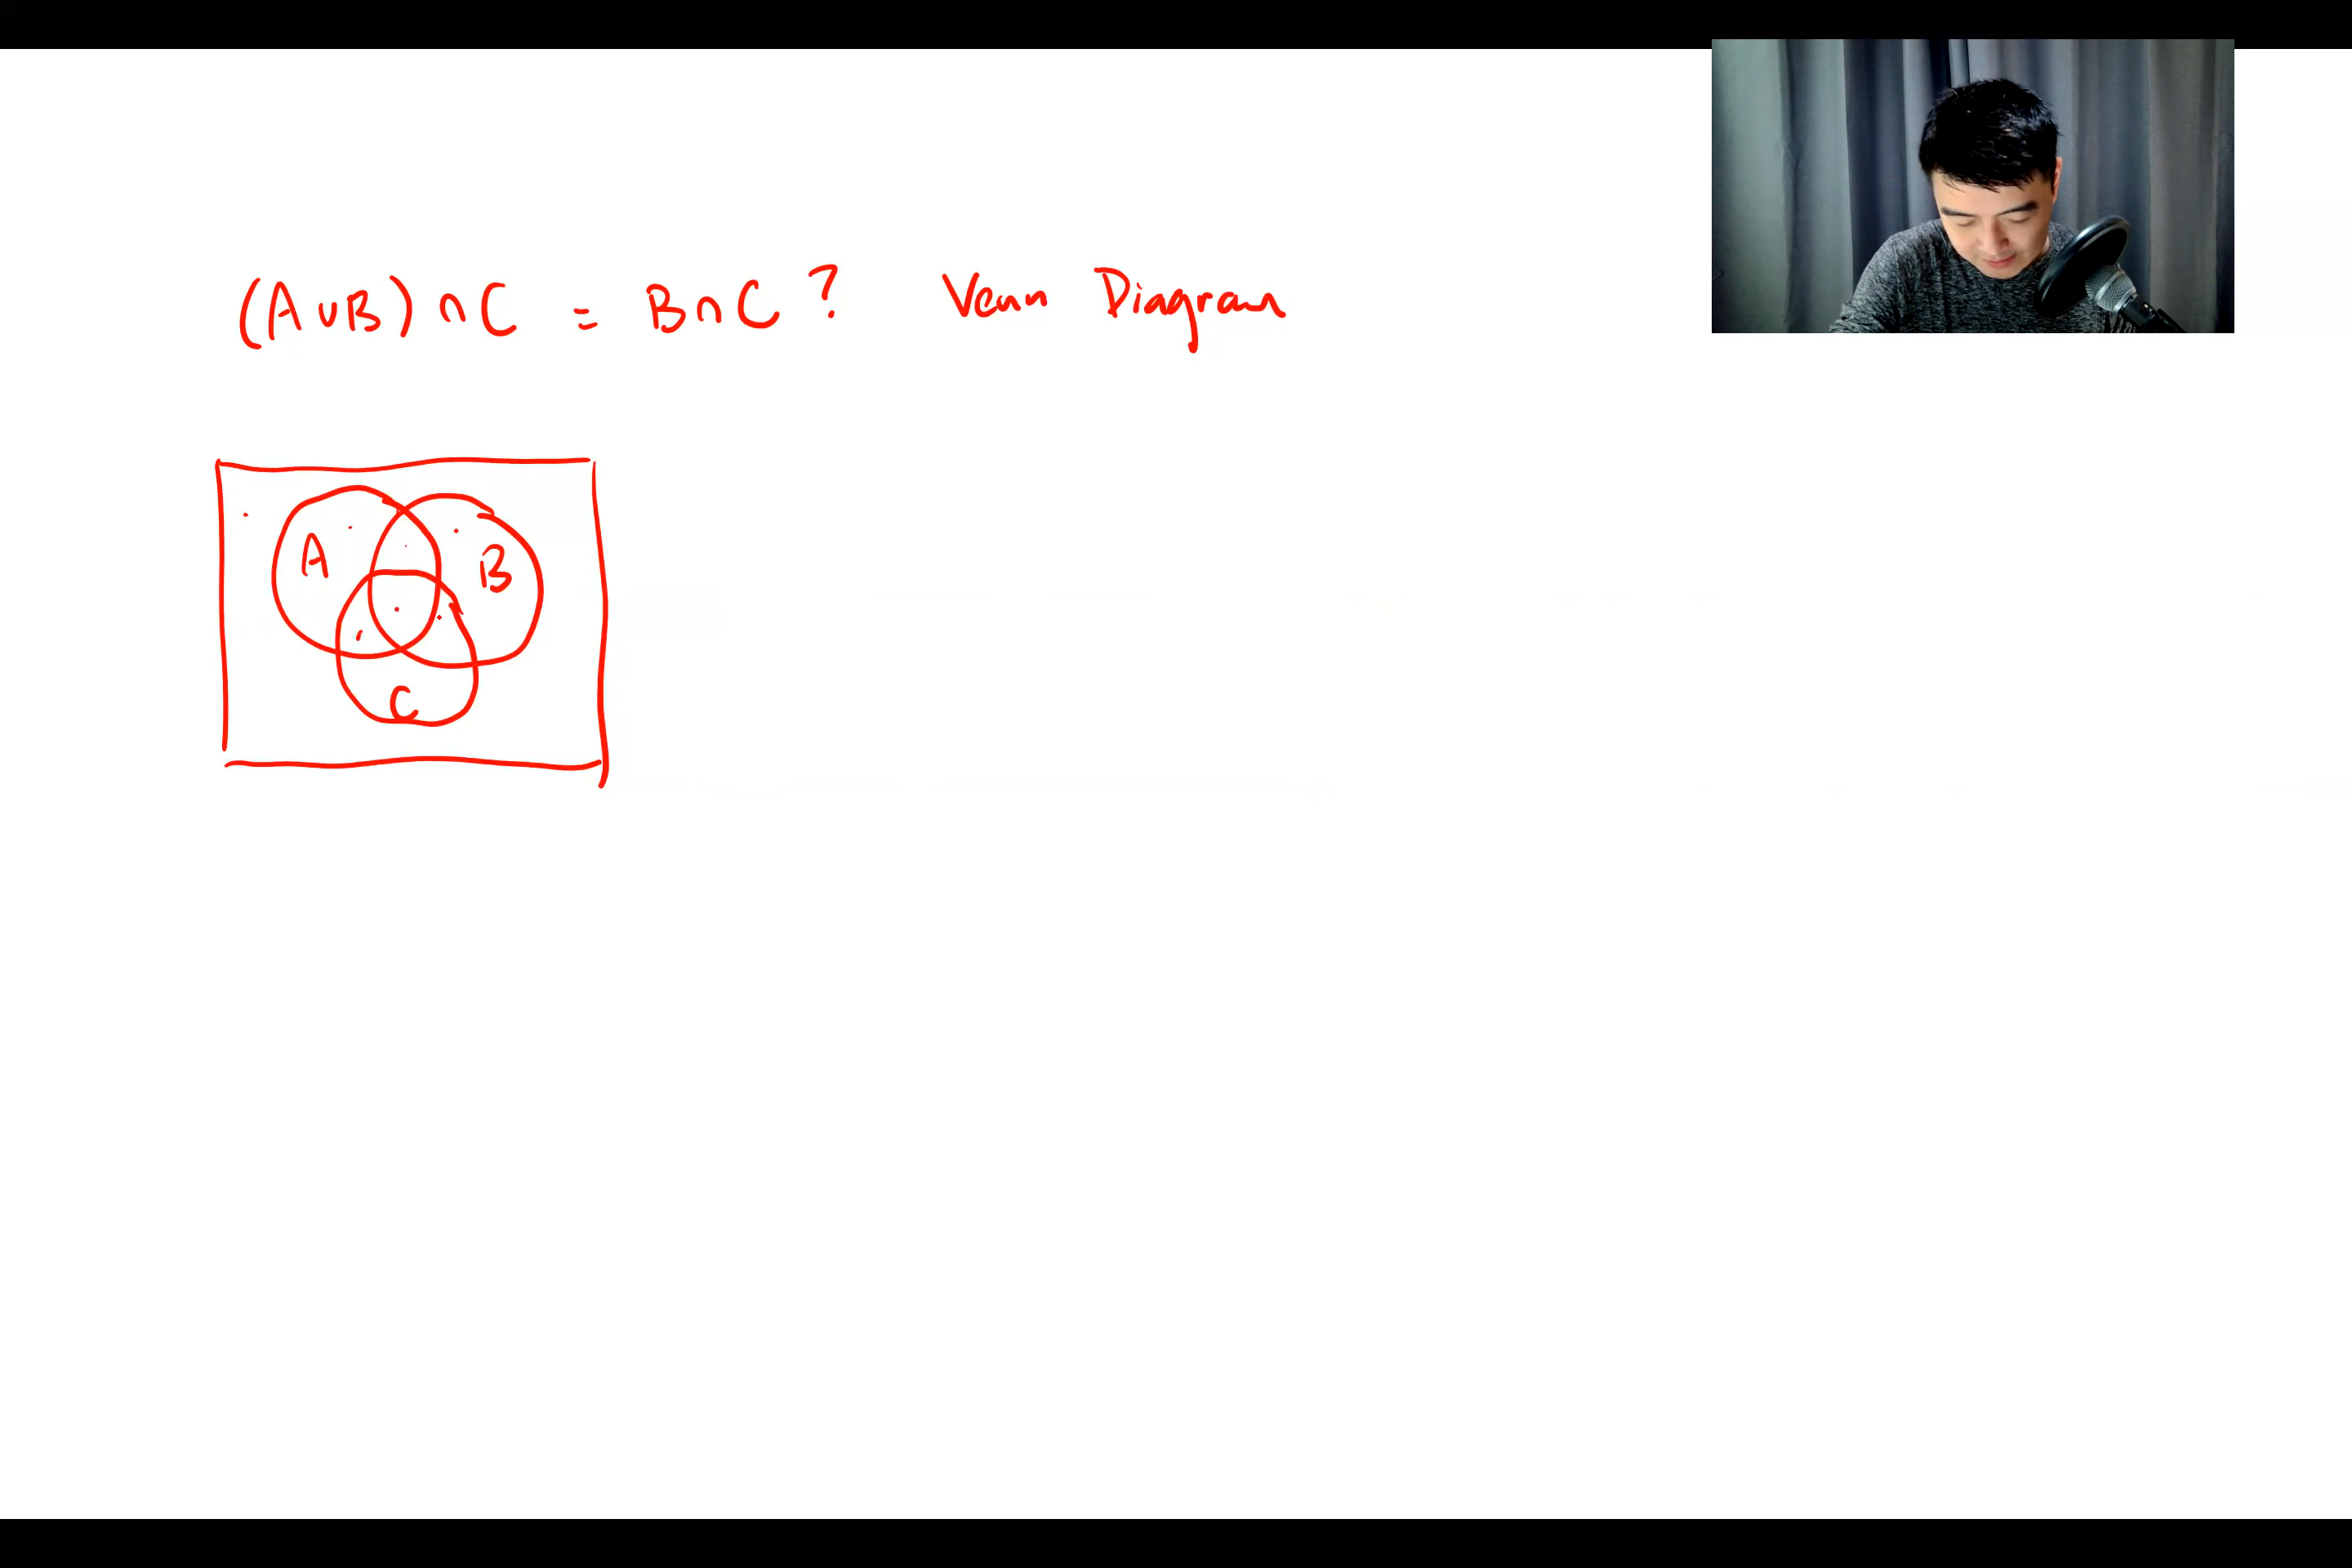 (A∪B)∩C = B∩C? Venn Diagram
A
B
C